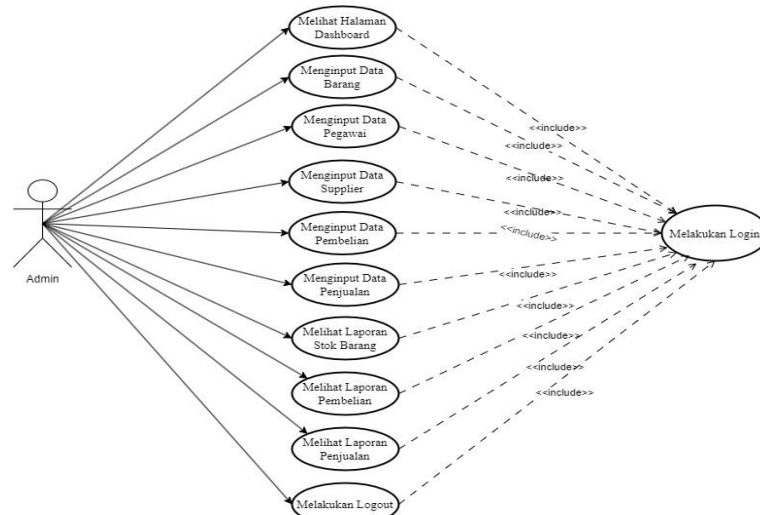 Melihat Halaman
Dashboard
Menginput Data
Barang
<<include>>
Menginput Data
Pegawai
<<include>>
<<include>>
Menginput Data
Supplier
<<include>>
Menginput Data
Pembelian
<<include>>
Melakukan Login
Admin
Menginput Data
Penjualan
<<include>>
Melihat Laporan
Stok Barang
<<include>>
<<include>>
Melihat Laporan
Pembelian
<<include>>
<<include>>
Melihat Laporan
Penjualan
Melakukan Logout